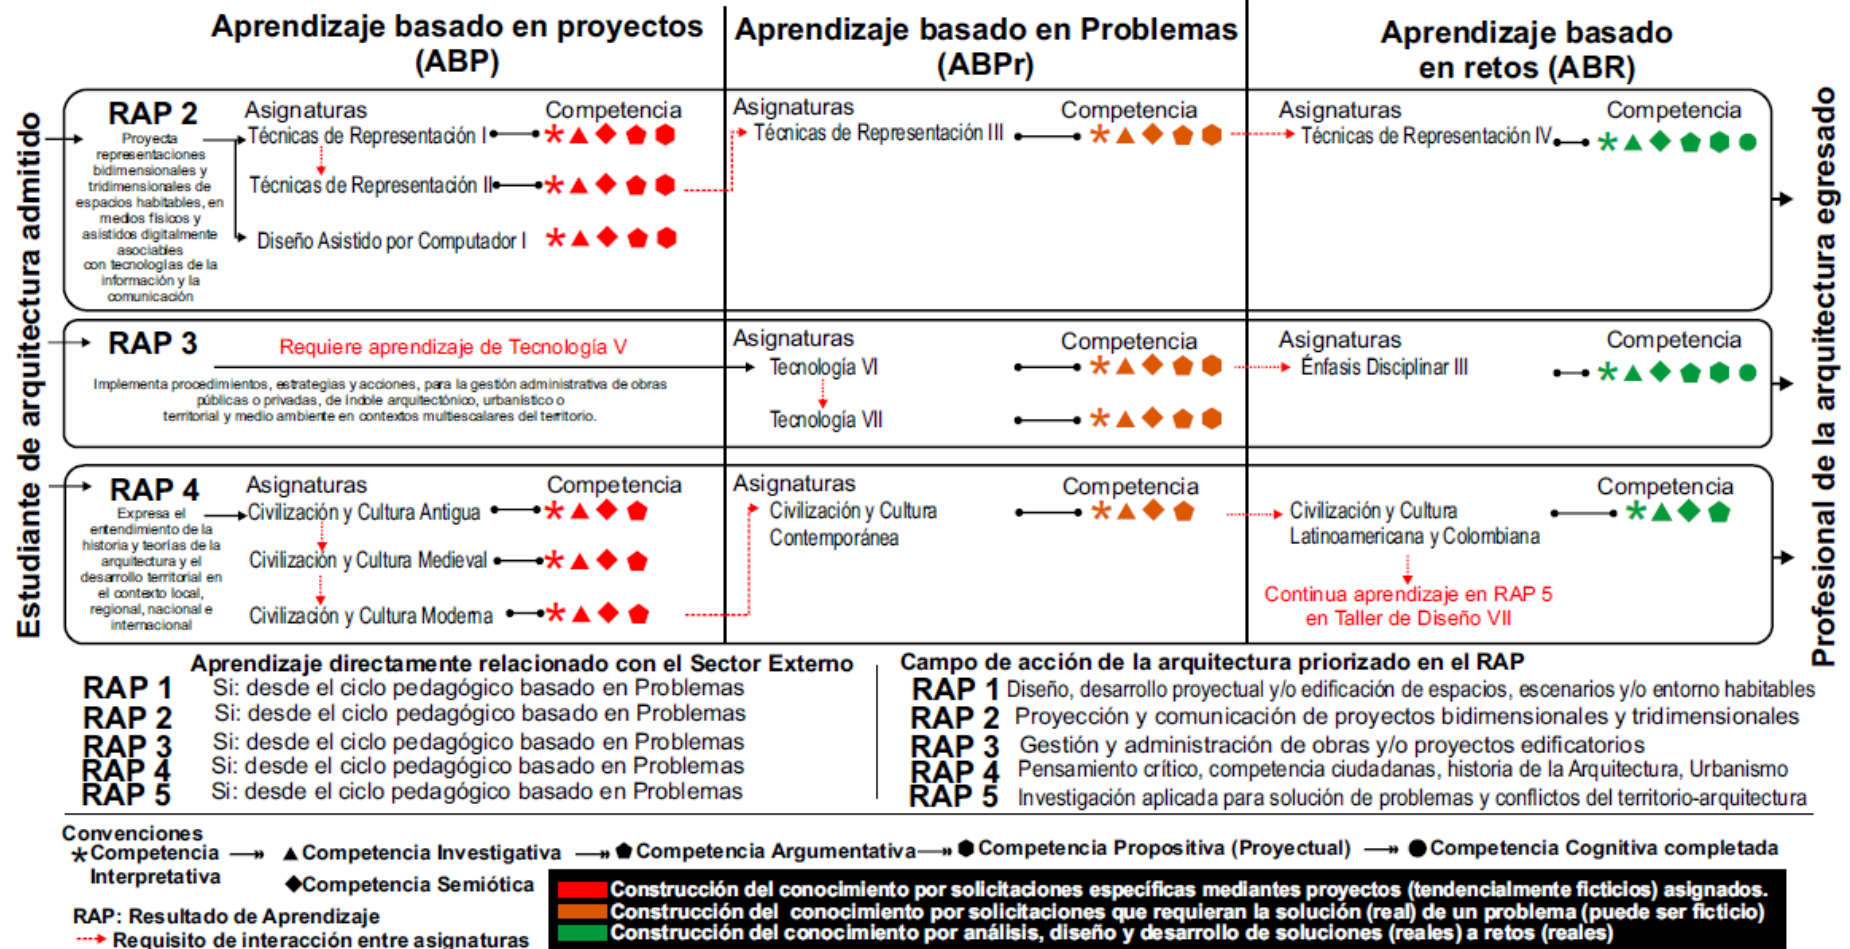 Aprendizaje basado en proyectos
(ABP)
Aprendizaje basado en Problemas
(ABPr)
Aprendizaje basado
en retos (ABR)
Estudiante de arquitectura admitido
RAP 2
Proyecta
representaciones
bidimensionales y
tridimensionales de
espacios habitables, en
medios físicos y
asistidos digitalmente
asociables
con tecnologías de la
información y la
comunicación
Asignaturas
Competencia
Técnicas de Representación I
Técnicas de Representación II
Diseño Asistido por Computador I
Asignaturas
Competencia
Técnicas de Representación III
Asignaturas
Competencia
Técnicas de Representación IV
RAP 3
Requiere aprendizaje de Tecnología V
Implementa procedimientos, estrategias y acciones, para la gestión administrativa de obras
públicas o privadas, de índole arquitectónico, urbanístico o
territorial y medio ambiente en contextos multiescalares del territorio.
Asignaturas
Competencia
Tecnología VI
Tecnología VII
Asignaturas
Competencia
Énfasis Disciplinar III
RAP 4
Expresa el
entendimiento de la
historia y teorías de la
arquitectura y el
desarrollo territorial en
el contexto local,
regional, nacional e
internacional
Asignaturas
Competencia
Civilización y Cultura Antigua
Civilización y Cultura Medieval
Civilización y Cultura Moderna
Asignaturas
Competencia
Civilización y Cultura
Contemporánea
Competencia
Civilización y Cultura
Latinoamericana y Colombiana
Continua aprendizaje en RAP 5
en Taller de Diseño VII
Profesional de la arquitectura egresado
Aprendizaje directamente relacionado con el Sector Externo
RAP 1 Si: desde el ciclo pedagógico basado en Problemas
RAP 2 Si: desde el ciclo pedagógico basado en Problemas
RAP 3 Si: desde el ciclo pedagógico basado en Problemas
RAP 4 Si: desde el ciclo pedagógico basado en Problemas
RAP 5 Si: desde el ciclo pedagógico basado en Problemas
Campo de acción de la arquitectura priorizado en el RAP
RAP 1 Diseño, desarrollo proyectual y/o edificación de espacios, escenarios y/o entorno habitables
RAP 2 Proyección y comunicación de proyectos bidimensionales y tridimensionales
RAP 3 Gestión y administración de obras y/o proyectos edificatorios
RAP 4 Pensamiento crítico, competencia ciudadanas, historia de la Arquitectura, Urbanismo
RAP 5 Investigación aplicada para solución de problemas y conflictos del territorio-arquitectura
Convenciones
Competencia
Interpretativa
Competencia Investigativa
Competencia Semiótica
Competencia Argumentativa
Competencia Propositiva (Proyectual)
Competencia Cognitiva completada
RAP: Resultado de Aprendizaje
Requisito de interacción entre asignaturas
Construcción del conocimiento por solicitaciones específicas mediantes proyectos (tendencialmente ficticios) asignados.
Construcción del conocimiento por solicitaciones que requieran la solución (real) de un problema (puede ser ficticio)
Construcción del conocimiento por análisis, diseño y desarrollo de soluciones (reales) a retos (reales)